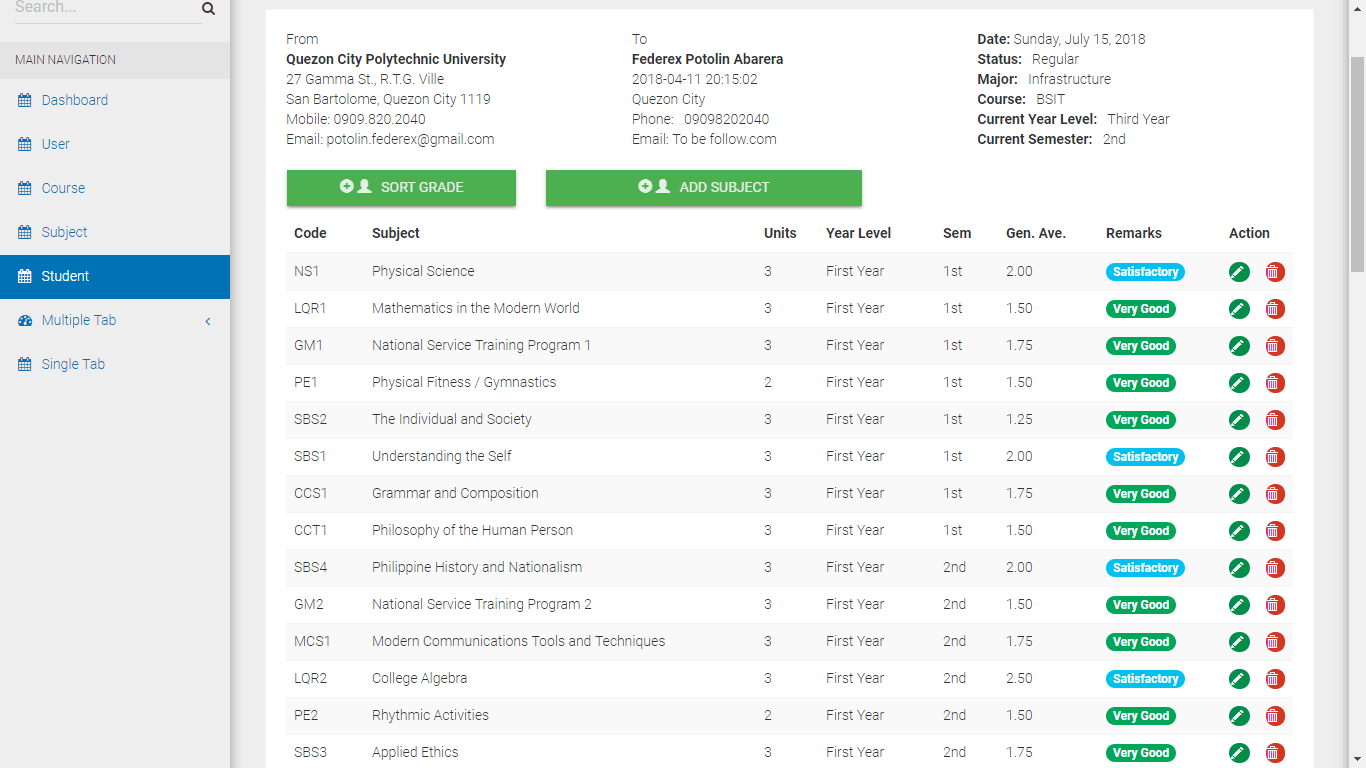 Search...
MAIN NAVIGATION
Dashboard
User
Course
Subject
Student
Multiple Tab
Single Tab
From
Quezon City Polytechnic University
27 Gamma St., R.T.G. Ville
San Bartolome, Quezon City 1119
Mobile: 0909.820.2040
Email: potolin.federex@gmail.com
To
Federex Potolin Abarera
2018-04-11 20:15:02
Quezon City
Phone: 09098202040
Email: To be follow.com
Date: Sunday, July 15, 2018
Status: Regular
Major: Infrastructure
Course: BSIT
Current Year Level: Third Year
Current Semester: 2nd
SORT GRADE
ADD SUBJECT
Code Subject Units Year Level Sem Gen. Ave. Remarks Action
NS1 Physical Science 3 First Year 1st 2.00 Satisfactory
LQR1 Mathematics in the Modern World 3 First Year 1st 1.50 Very Good
GM1 National Service Training Program 1 3 First Year 1st 1.75 Very Good
PE1 Physical Fitness / Gymnastics 2 First Year 1st 1.50 Very Good
SBS2 The Individual and Society 3 First Year 1st 1.25 Very Good
SBS1 Understanding the Self 3 First Year 1st 2.00 Satisfactory
CCS1 Grammar and Composition 3 First Year 1st 1.75 Very Good
CCT1 Philosophy of the Human Person 3 First Year 1st 1.50 Very Good
SBS4 Philippine History and Nationalism 3 First Year 2nd 2.00 Satisfactory
GM2 National Service Training Program 2 3 First Year 2nd 1.50 Very Good
MCS1 Modern Communications Tools and Techniques 3 First Year 2nd 1.75 Very Good
LQR2 College Algebra 3 First Year 2nd 2.50 Satisfactory
PE2 Rhythmic Activities 2 First Year 2nd 1.50 Very Good
SBS3 Applied Ethics 3 First Year 2nd 1.75 Very Good